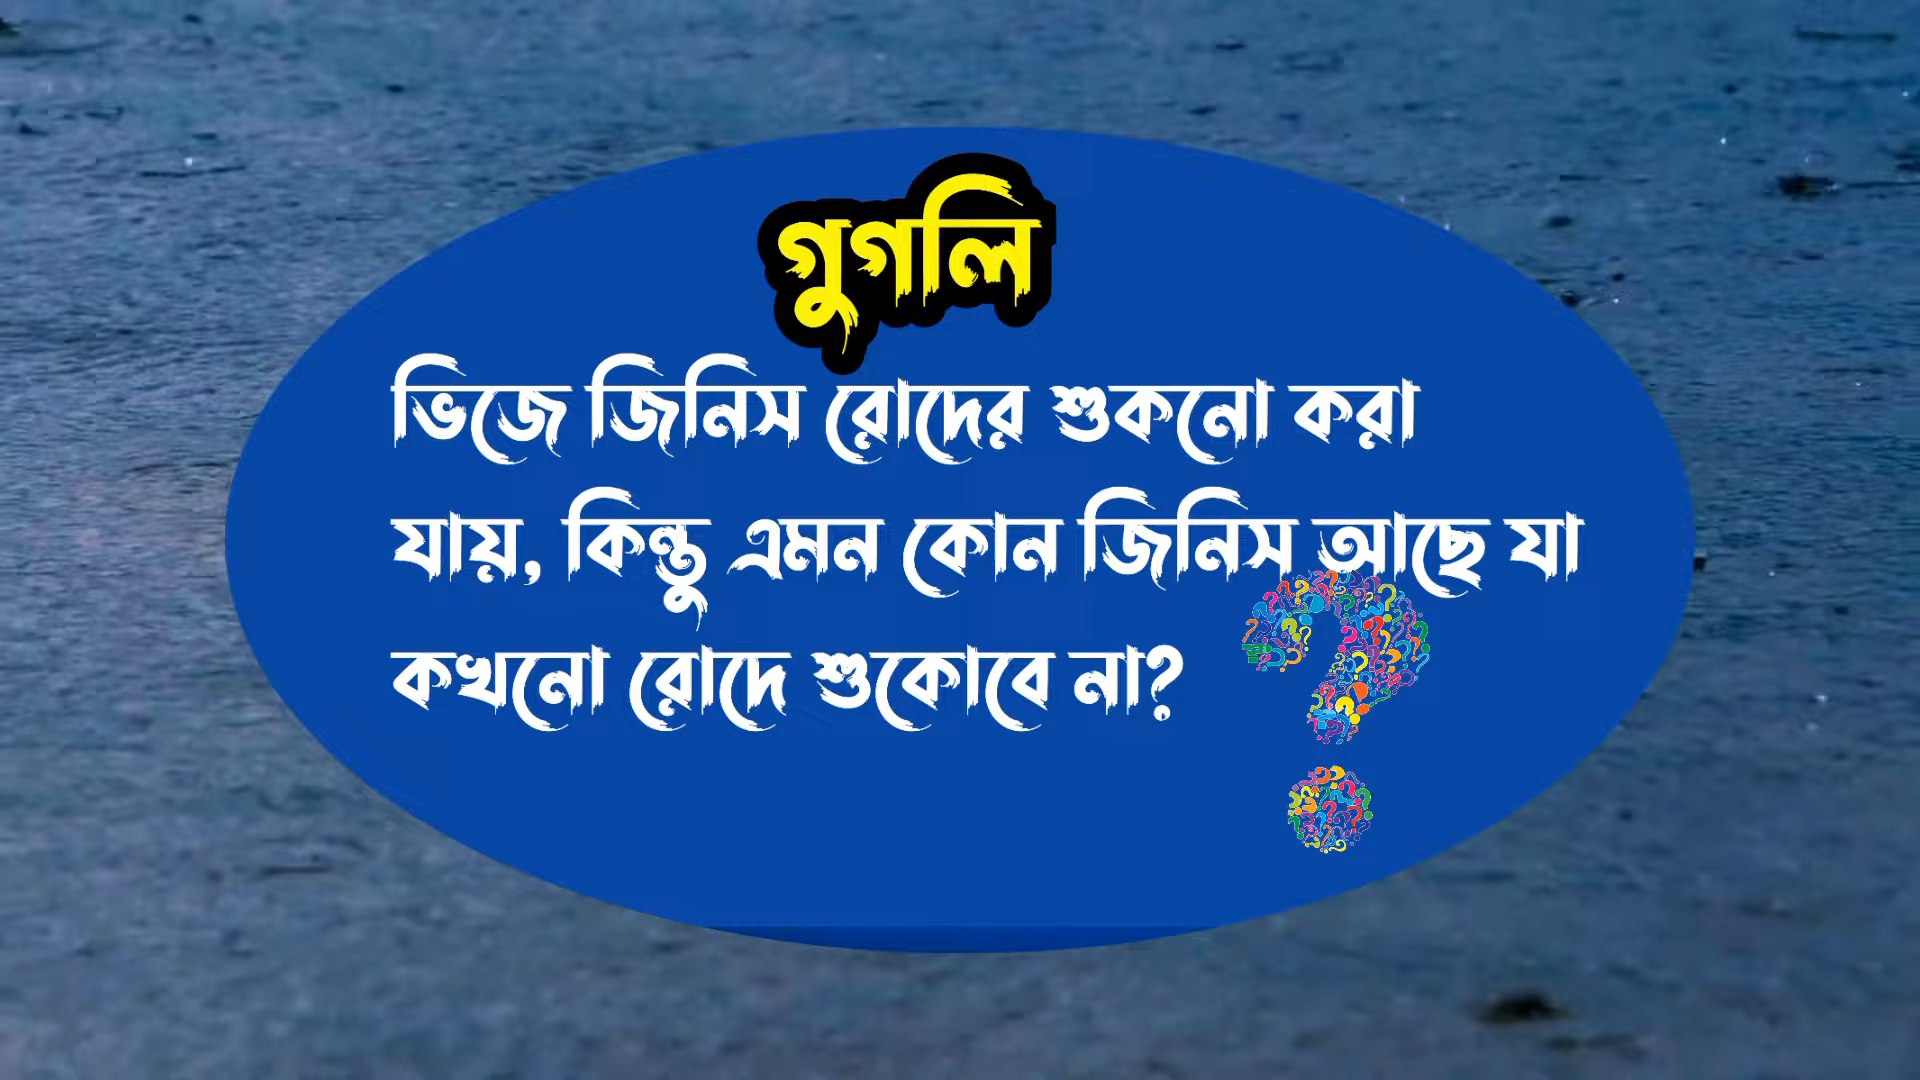 গুগলি
ভিজে জিনিস রোদের শুকনো করা
যায়, কিন্তু এমন কোন জিনিস আছে যা
কখনো রোদে শুকোবে না?